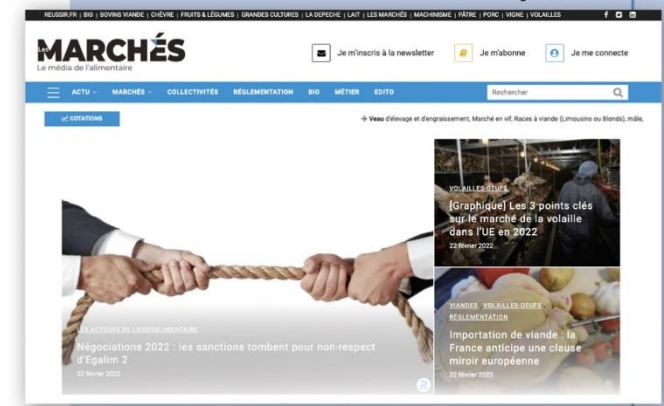 REUSSIR.FR | BIO | BOVINS VIANDE | CHÈVRE | FRUITS & LÉGUMES | GRANDES CULTURES | LA DEPECHE | LAIT | LES MARCHÉS | MACHINISME | PÂTRE | PORC | VIGNE | VOLAILLES
Les
MARCHÉS
Le média de l'alimentaire
Je m'inscris à la newsletter
Je m'abonne
Je me connecte
ACTU MARCHÉS COLLECTIVITÉS RÉGLEMENTATION BIO MÉTIER EDITO
Rechercher
COTATIONS
Veau d'élevage et d'engraissement, Marché en vif, Races à viande (Limousins ou Blonds), mâle,
LES ACTEURS DE L'AGROALIMENTAIRE
Négociations 2022 : les sanctions tombent pour non-respect
d'Egalim 2
22 février 2022
VOLAILLES-OEUFS
[Graphique] Les 3 points clés
sur le marché de la volaille
dans l'UE en 2022
22 février 2022
VIANDES, VOLAILLES-OEUFS,
RÉGLEMENTATION
Importation de viande : la
France anticipe une clause
miroir européenne
22 février 2022